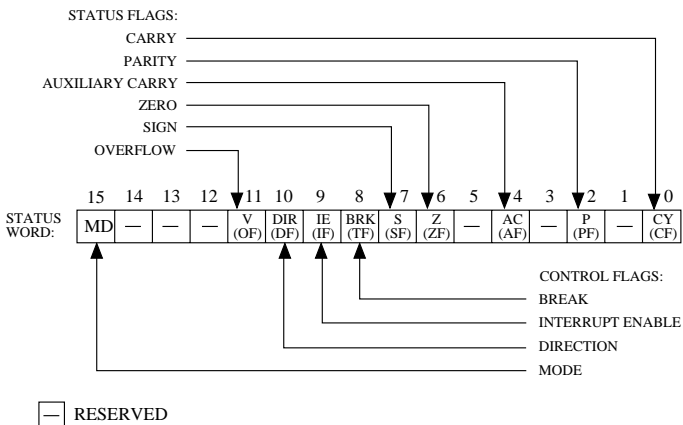 STATUS FLAGS:
CARRY
PARITY
AUXILIARY CARRY
ZERO
SIGN
OVERFLOW
15 14 13 12 11 10 9 8 7 6 5 4 3 2 1 0
STATUS WORD:
MD — — — V (OF) DIR (DF) IE (IF) BRK (TF) S (SF) Z (ZF) — AC (AF) — P (PF) — CY (CF)
CONTROL FLAGS:
BREAK
INTERRUPT ENABLE
DIRECTION
MODE
— RESERVED